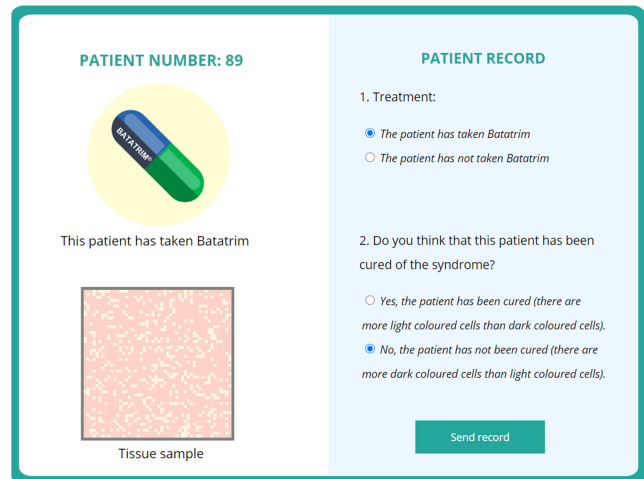 PATIENT NUMBER: 89
BATATRIM®
This patient has taken Batatrim
Tissue sample
PATIENT RECORD
1. Treatment:
The patient has taken Batatrim
The patient has not taken Batatrim
2. Do you think that this patient has been
cured of the syndrome?
Yes, the patient has been cured (there are
more light coloured cells than dark coloured cells).
No, the patient has not been cured (there are
more dark coloured cells than light coloured cells).
Send record